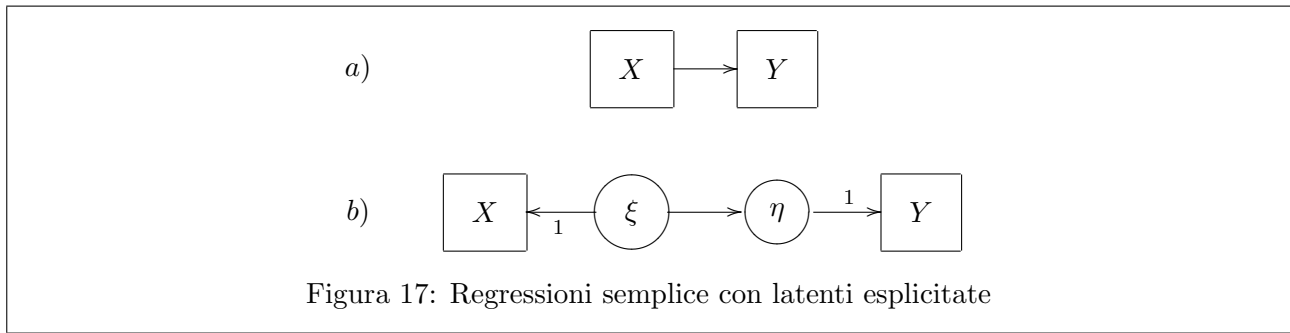 a) X Y
b) X 1 ξ η 1 Y
Figura 17: Regressioni semplice con latenti esplicitate